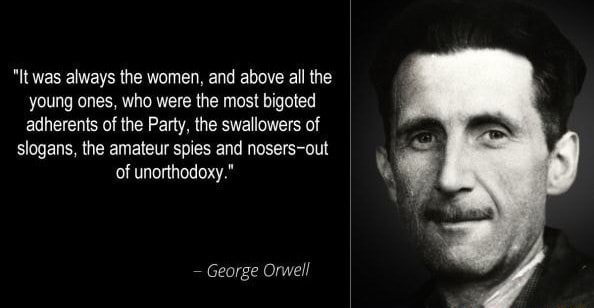 "It was always the women, and above all the
young ones, who were the most bigoted
adherents of the Party, the swallowers of
slogans, the amateur spies and nosers−out
of unorthodoxy."
– George Orwell